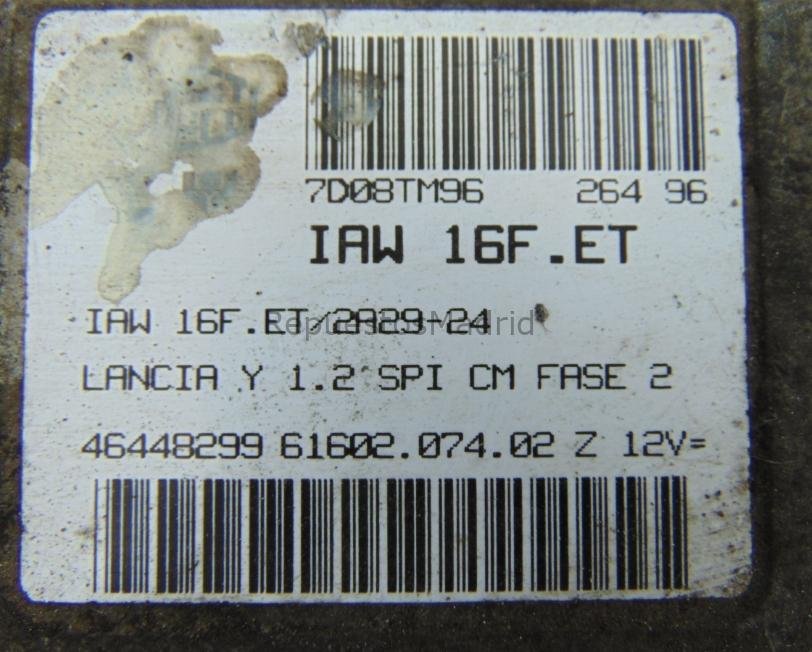 7D08TM96 264 96
IAW 16F.ET
IAW 16F.ET/2A29-24
RepuestosMadrid
LANCIA Y 1.2 SPI CM FASE 2
46448299 61602.074.02 Z 12V=